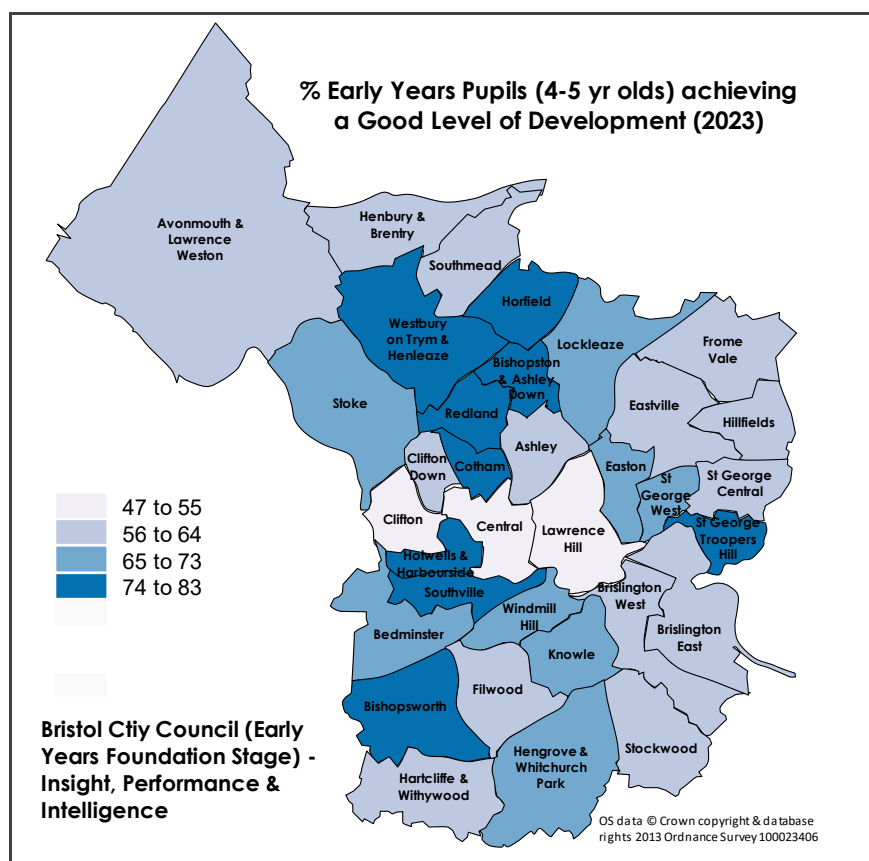 % Early Years Pupils (4-5 yr olds) achieving
a Good Level of Development (2023)
Avonmouth &
Lawrence
Weston
Henbury &
Brentry
Southmead
Horfield
Westbury
on Trym &
Henleaze
Lockleaze
Frome
Vale
Bishopston
& Ashley
Down
Stoke
Redland
Eastville
Hillfields
Ashley
Clifton
Down
Cotham
Easton
St
George
West
St George
Central
Clifton
Central
Lawrence
Hill
St George
Troopers
Hill
Hotwells &
Harbourside
Southville
Windmill
Hill
Brislington
West
Brislington
East
Bedminster
Knowle
Filwood
Bishopsworth
Stockwood
Hengrove &
Whitchurch
Park
Hartcliffe &
Withywood
47 to 55
56 to 64
65 to 73
74 to 83
Bristol Ctiy Council (Early
Years Foundation Stage) -
Insight, Performance &
Intelligence
OS data © Crown copyright & database
rights 2013 Ordnance Survey 100023406